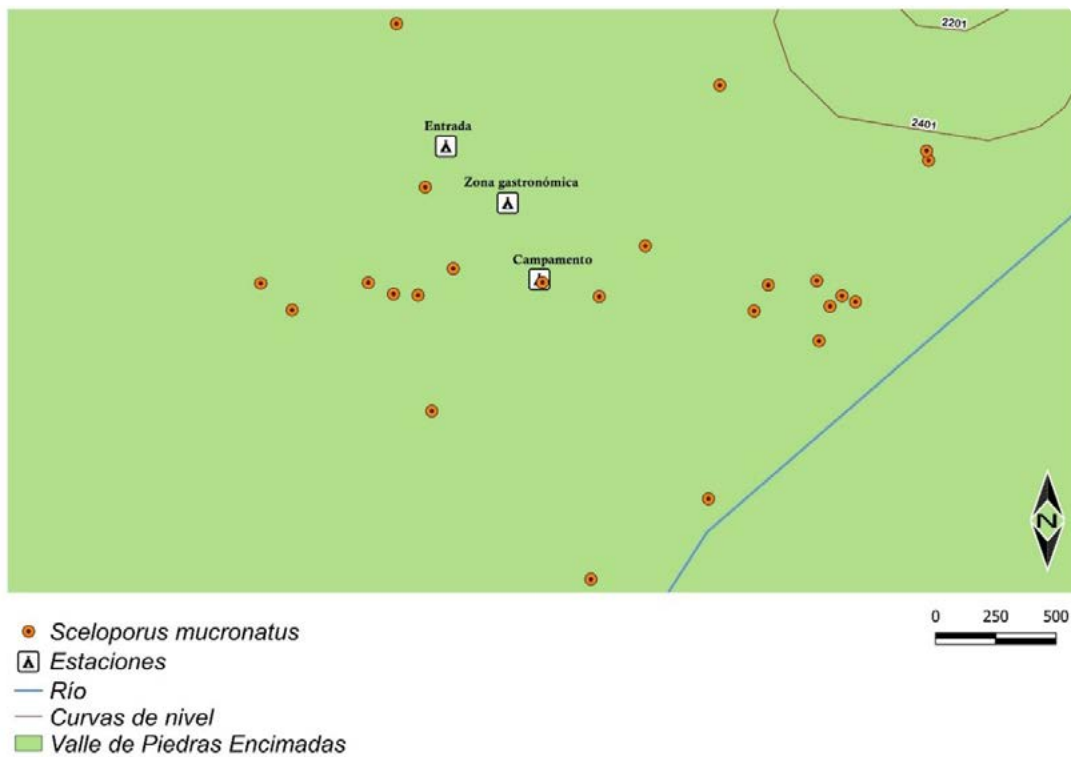 2201
2401
Entrada
Zona gastronómica
Campamento
N
0 250 500
Sceloporus mucronatus
Estaciones
Río
Curvas de nivel
Valle de Piedras Encimadas